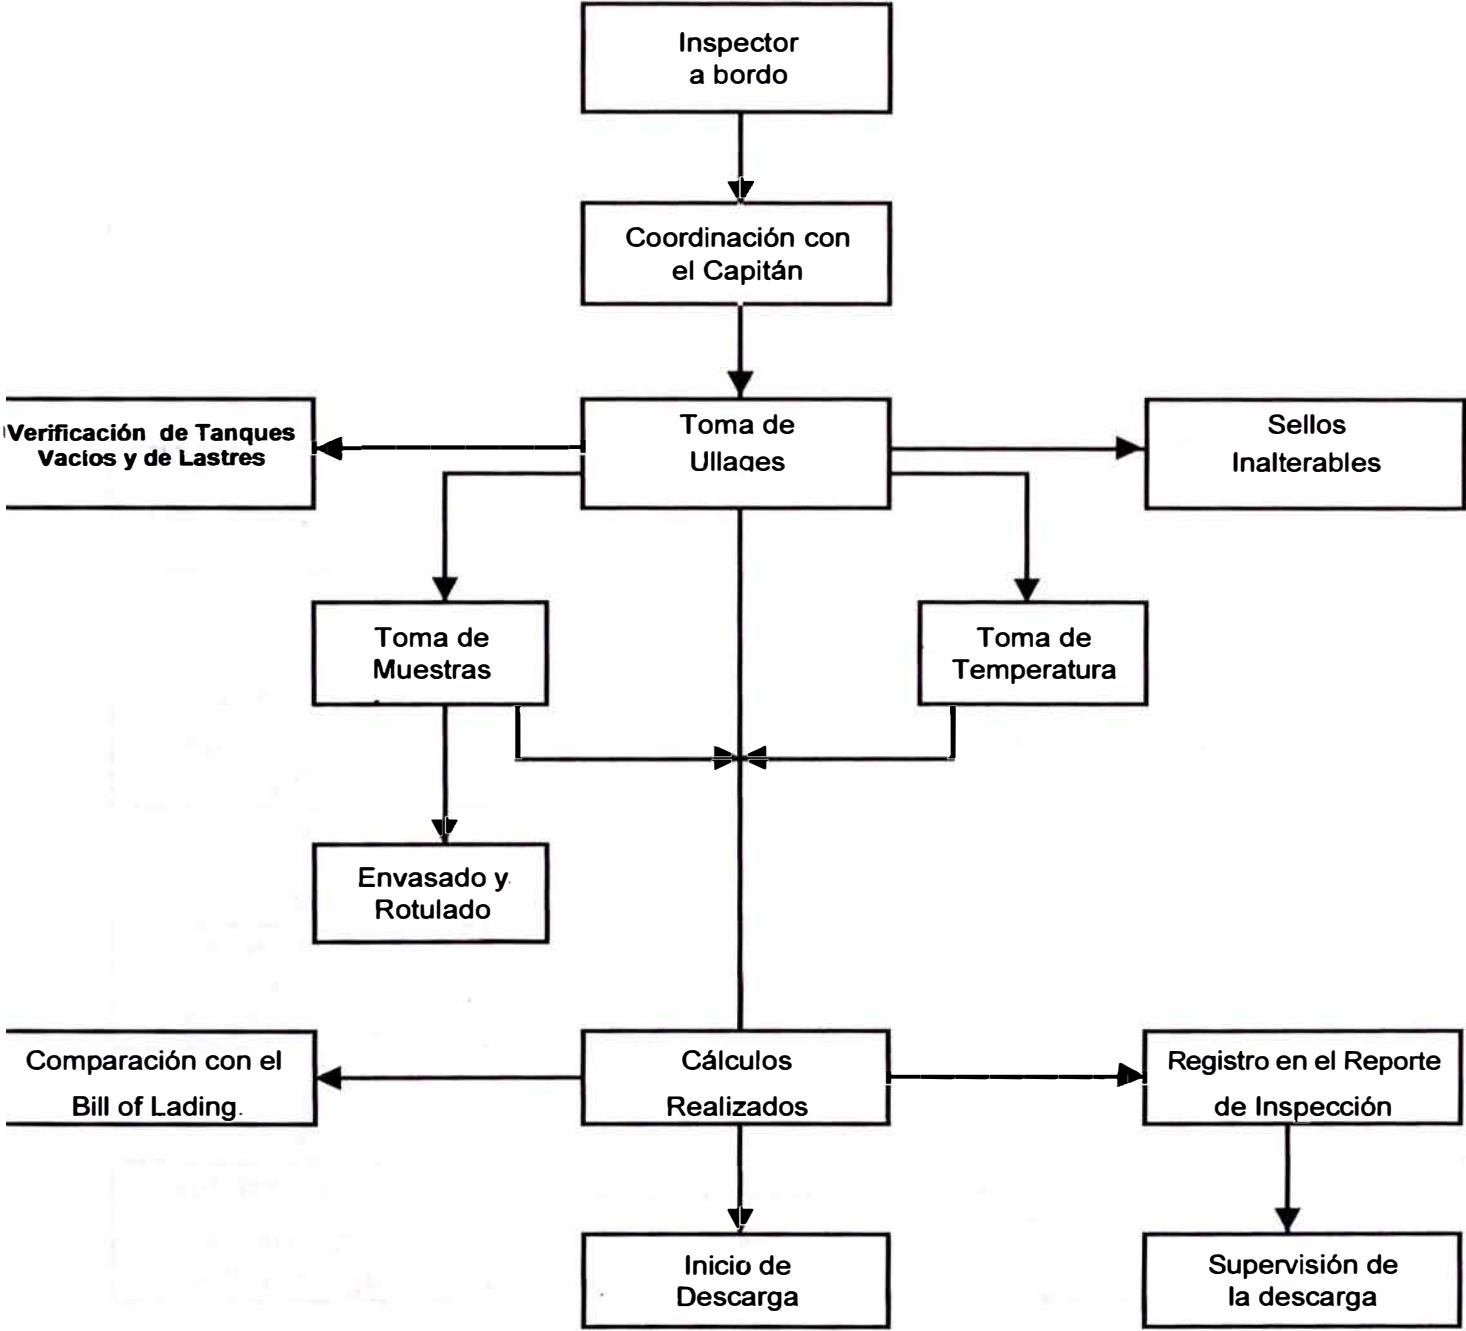 Inspector
a bordo
Coordinación con
el Capitán
Verificación de Tanques
Vacíos y de Lastres
Toma de
Ullages
Sellos
Inalterables
Toma de
Muestras
Toma de
Temperatura
Envasado y
Rotulado
Comparación con el
Bill of Lading.
Cálculos
Realizados
Registro en el Reporte
de Inspección
Inicio de
Descarga
Supervisión de
la descarga